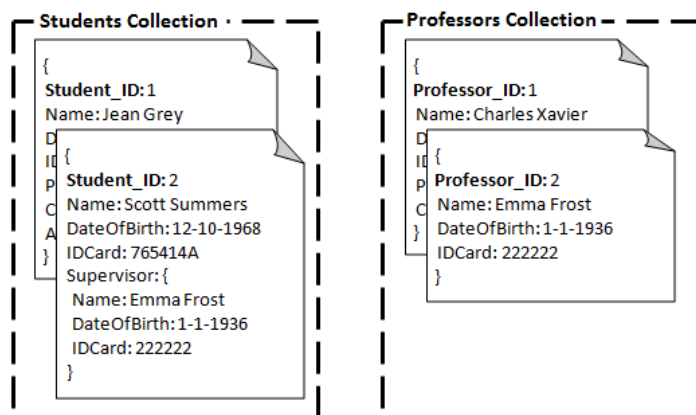 Students Collection
{
Student_ID: 1
Name: Jean Grey
D
ID
P
C
A
}
{
Student_ID: 2
Name: Scott Summers
DateOfBirth: 12-10-1968
IDCard: 765414A
Supervisor: {
Name: Emma Frost
DateOfBirth: 1-1-1936
IDCard: 222222
}
Professors Collection
{
Professor_ID: 1
Name: Charles Xavier
D
ID
P
C
}
{
Professor_ID: 2
Name: Emma Frost
DateOfBirth: 1-1-1936
IDCard: 222222
}